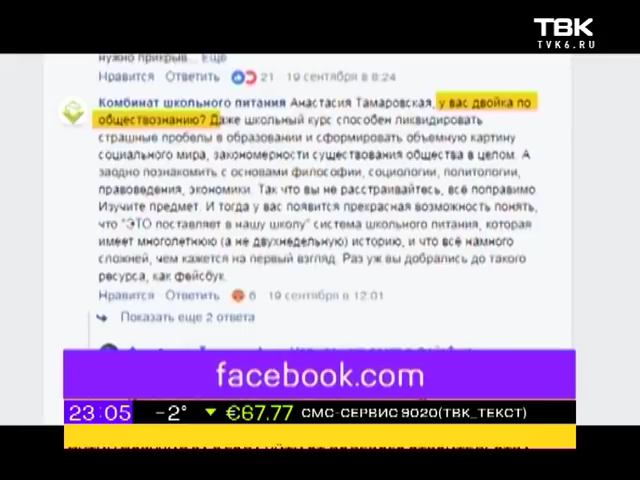 ТВК
TVK6.RU
нужно прикрыв... Ещё
Нравится Ответить 21 19 сентября в 8:24
Комбинат школьного питания Анастасия Тамаровская, у вас двойка по
обществознанию? Даже школьный курс способен ликвидировать
страшные пробелы в образовании и сформировать объемную картину
социального мира, закономерности существования общества в целом. А
заодно познакомить с основами философии, социологии, политологии,
правоведения, экономики. Так что вы не расстраивайтесь, всё поправимо
Изучите предмет. И тогда у вас появится прекрасная возможность понять,
что "ЭТО поставляет в нашу школу" система школьного питания, которая
имеет многолетнюю (а не двухнедельную) историю, и что всё намного
сложней, чем кажется на первый взгляд. Раз уж вы добрались до такого
ресурса, как фейсбук.
Нравится Ответить 6 19 сентября в 12:01
Показать еще 2 ответа
facebook.com
23:05 -2° €67.77 СМС-СЕРВИС 9020(ТВК_ТЕКСТ)